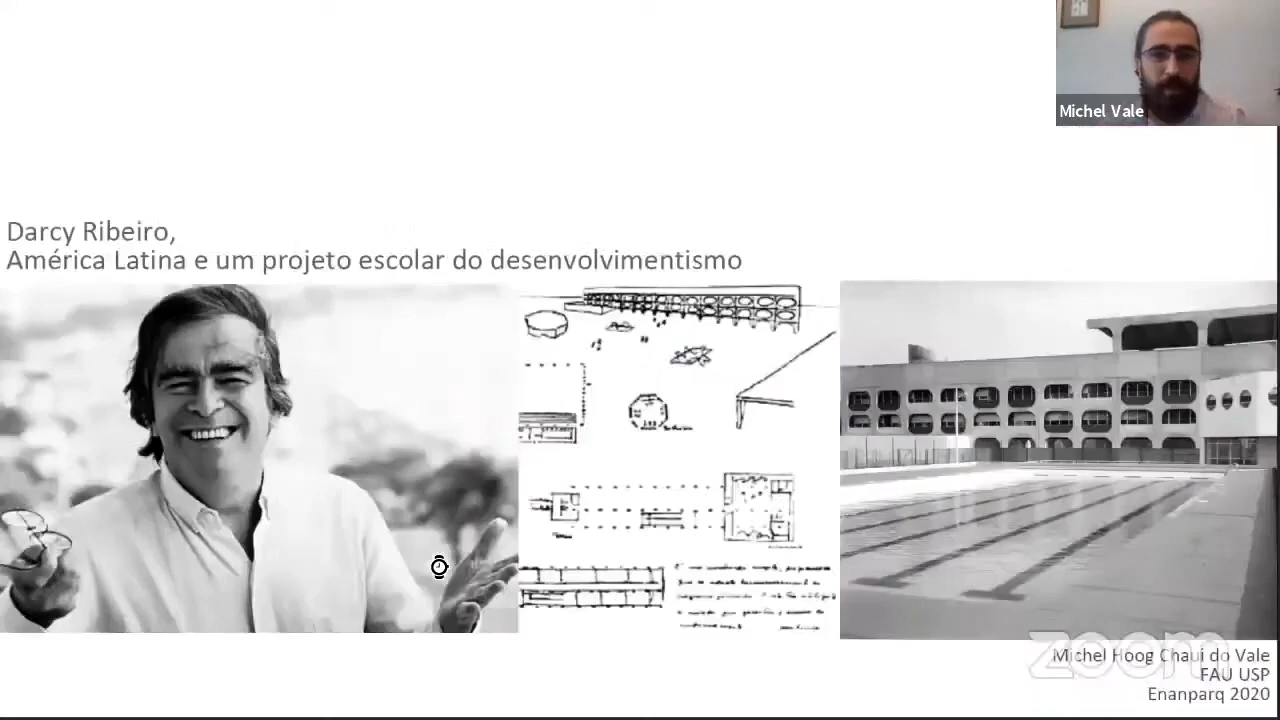 Michel Vale
Darcy Ribeiro,
América Latina e um projeto escolar do desenvolvimentismo
zoom
Michel Hoog Chaui do Vale
FAU USP
Enanparq 2020